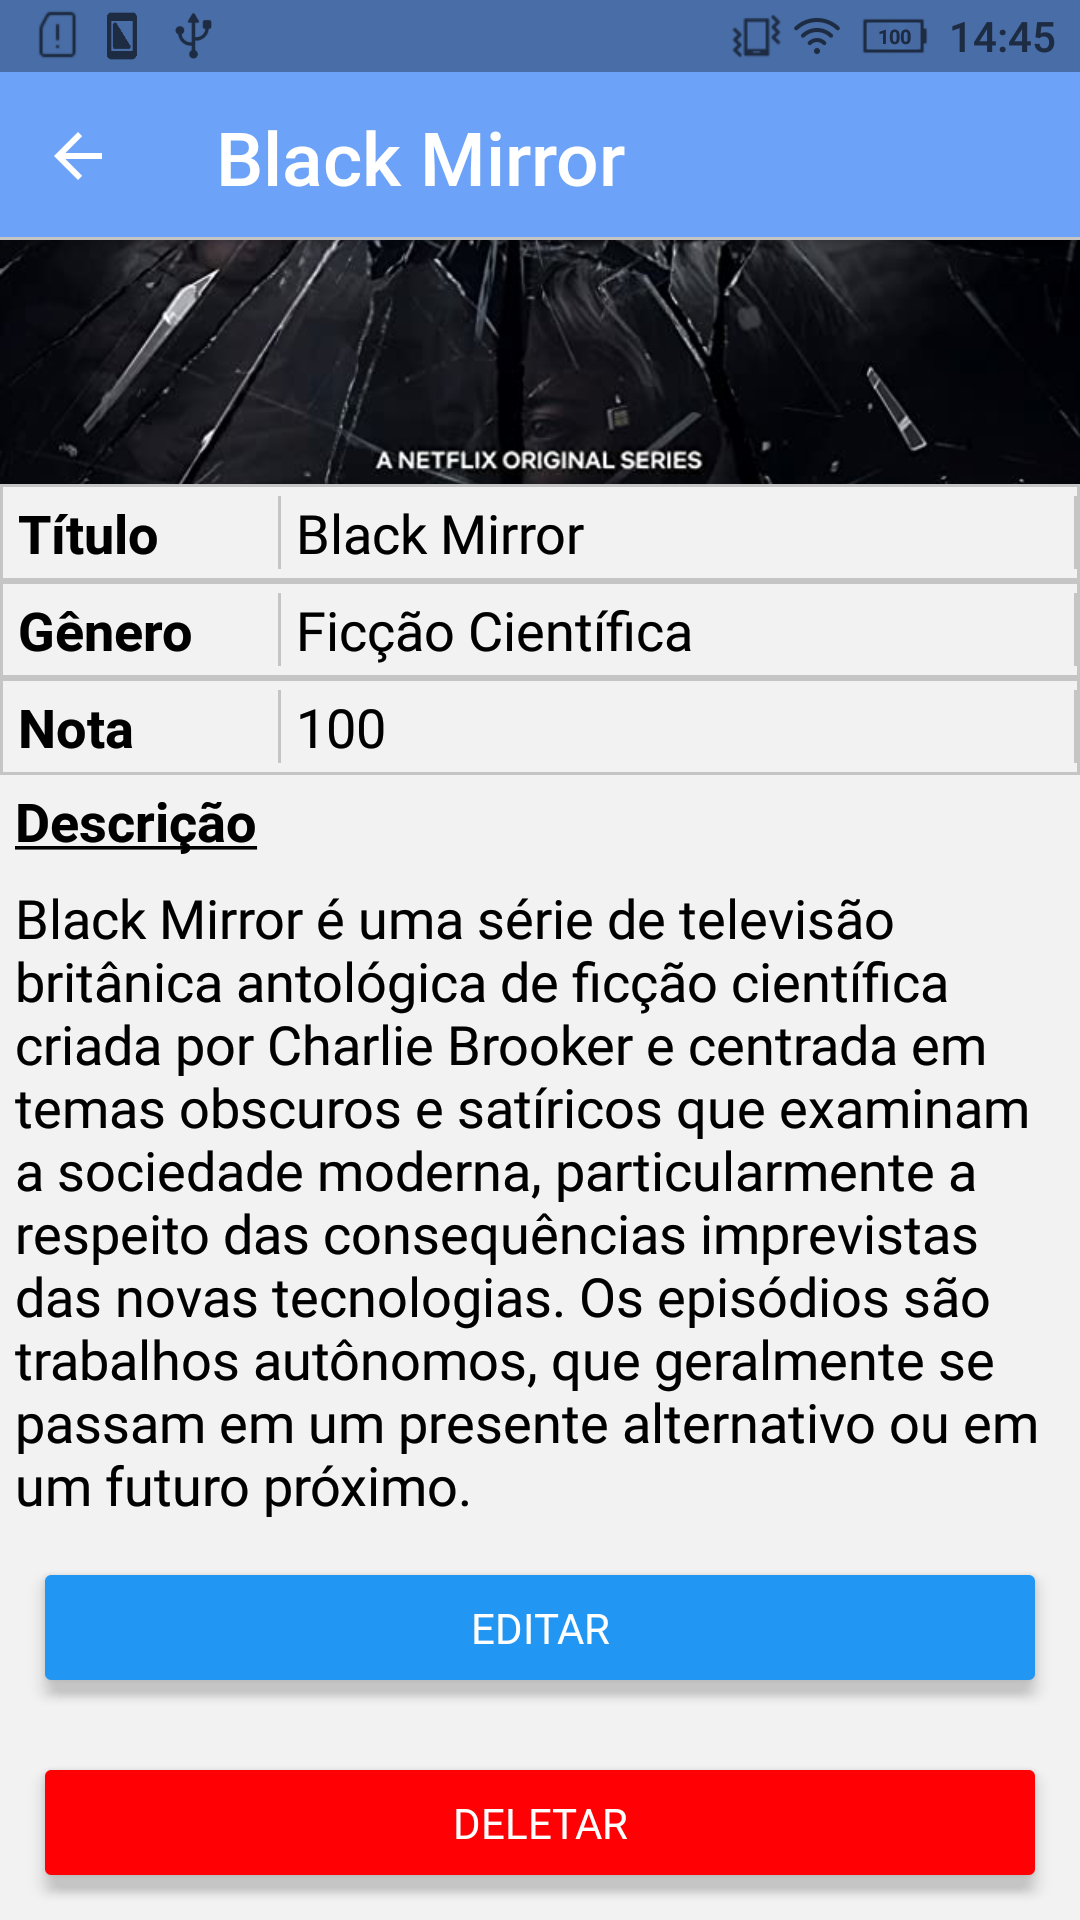 100 14:45
Black Mirror
A NETFLIX ORIGINAL SERIES
Título Black Mirror
Gênero Ficção Científica
Nota 100
Descrição
Black Mirror é uma série de televisão
britânica antológica de ficção científica
criada por Charlie Brooker e centrada em
temas obscuros e satíricos que examinam
a sociedade moderna, particularmente a
respeito das consequências imprevistas
das novas tecnologias. Os episódios são
trabalhos autônomos, que geralmente se
passam em um presente alternativo ou em
um futuro próximo.
EDITAR
DELETAR